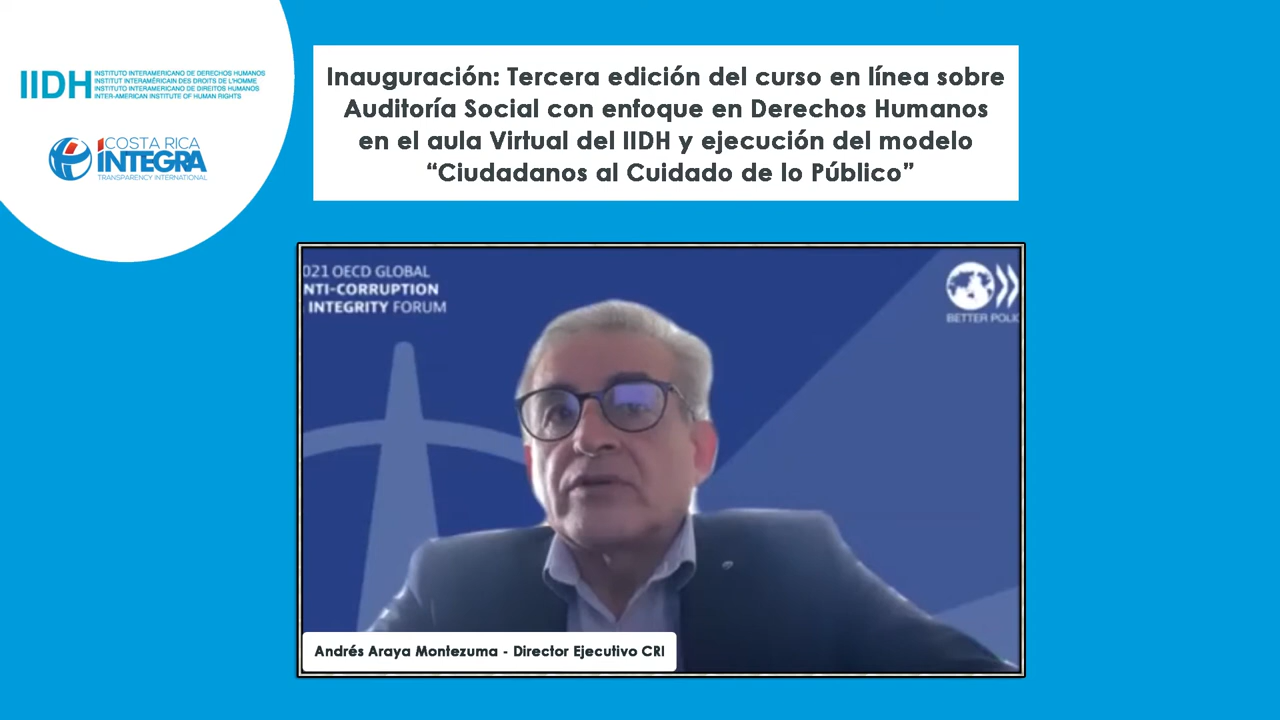 IIDH
INSTITUTO INTERAMERICANO DE DERECHOS HUMANOS
INSTITUT INTERAMÉRICAIN DES DROITS DE L'HOMME
INSTITUTO INTERAMERICANO DE DIREITOS HUMANOS
INTER-AMERICAN INSTITUTE OF HUMAN RIGHTS
COSTA RICA
INTEGRA
TRANSPARENCY INTERNATIONAL
Inauguración: Tercera edición del curso en línea sobre
Auditoría Social con enfoque en Derechos Humanos
en el aula Virtual del IIDH y ejecución del modelo
“Ciudadanos al Cuidado de lo Público”
021 OECD GLOBAL
NTI-CORRUPTION
INTEGRITY FORUM
BETTER POLIC
Andrés Araya Montezuma - Director Ejecutivo CRI